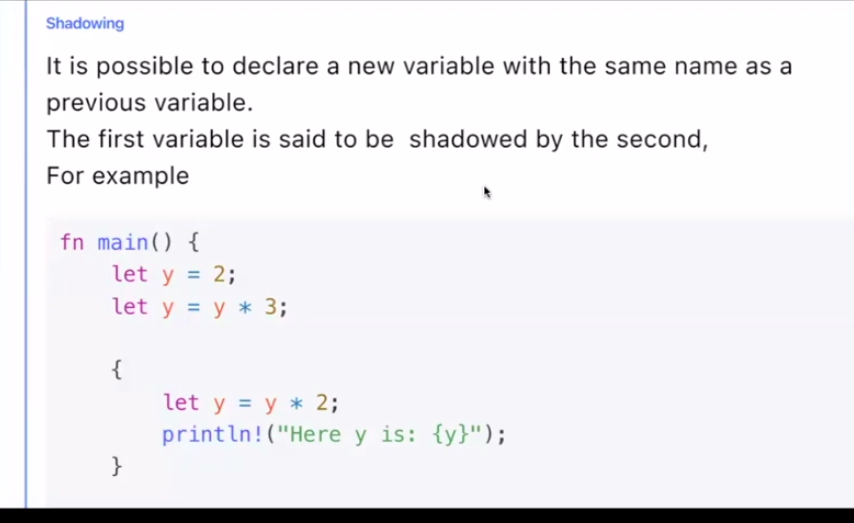 Shadowing
It is possible to declare a new variable with the same name as a
previous variable.
The first variable is said to be  shadowed by the second,
For example
fn main() {
    let y = 2;
    let y = y * 3;
    {
        let y = y * 2;
        println!("Here y is: {y}");
    }